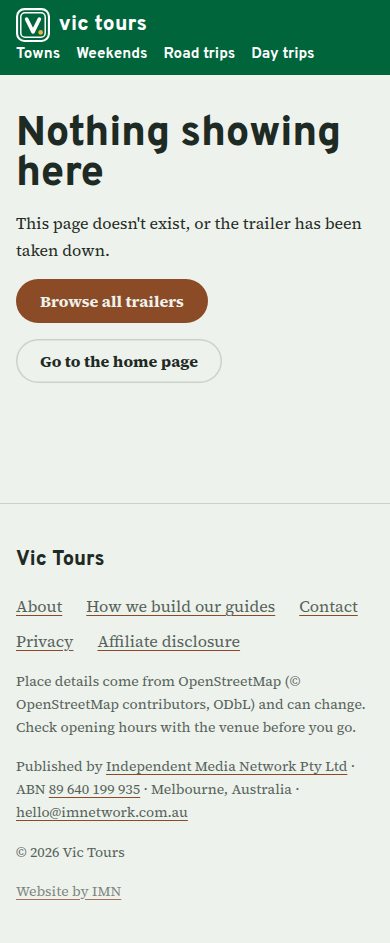 V.
vic tours
Towns Weekends Road trips Day trips
Nothing showing
here
This page doesn't exist, or the trailer has been
taken down.
Browse all trailers
Go to the home page
Vic Tours
About How we build our guides Contact
Privacy Affiliate disclosure
Place details come from OpenStreetMap (©
OpenStreetMap contributors, ODbL) and can change.
Check opening hours with the venue before you go.
Published by Independent Media Network Pty Ltd ·
ABN 89 640 199 935 · Melbourne, Australia ·
hello@imnetwork.com.au
© 2026 Vic Tours
Website by IMN